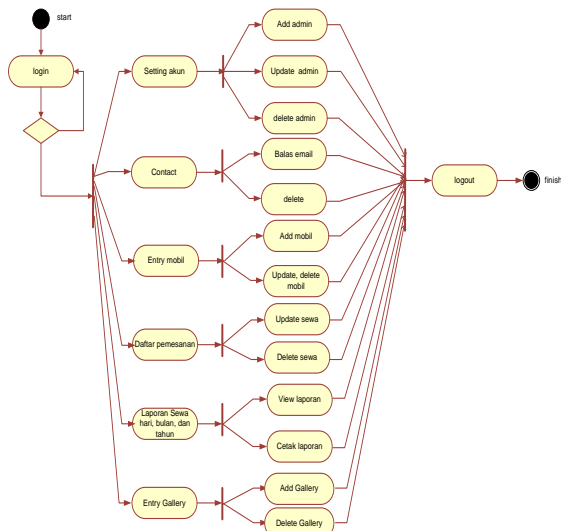 start
login
Setting akun
Add admin
Update admin
delete admin
Contact
Balas email
delete
Entry mobil
Add mobil
Update, delete
mobil
Daftar pemesanan
Update sewa
Delete sewa
Laporan Sewa
hari, bulan, dan
tahun
View laporan
Cetak laporan
Entry Gallery
Add Gallery
Delete Gallery
logout
finish